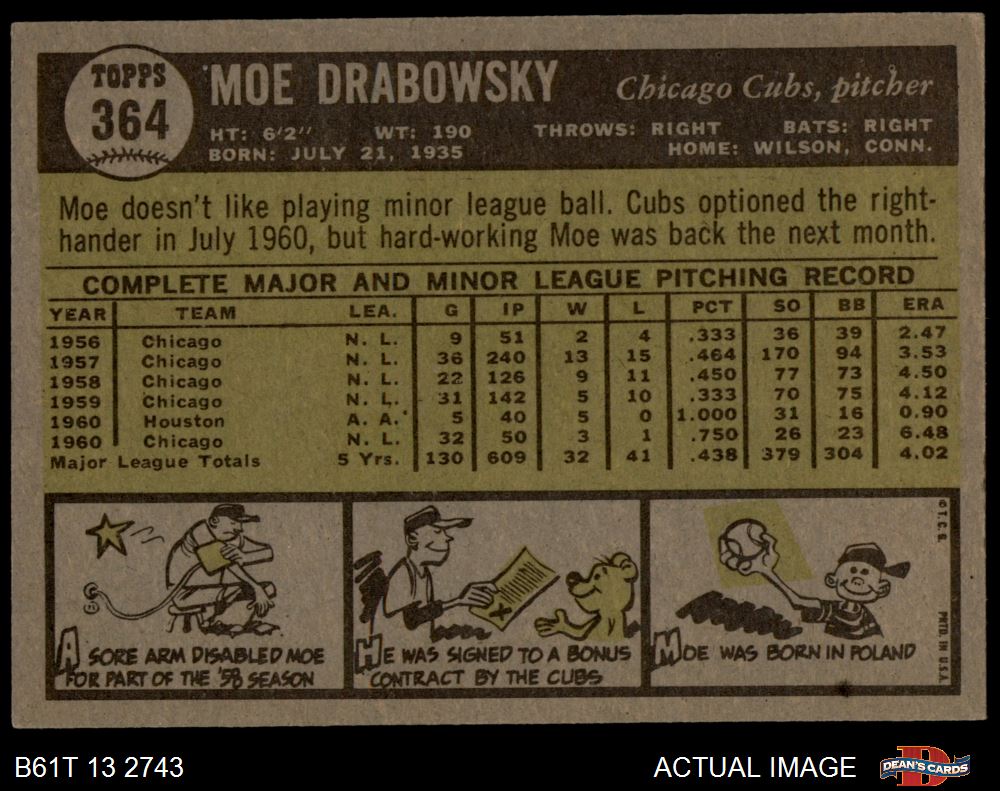 TOPPS
364
MOE DRABOWSKY
Chicago Cubs, pitcher
HT: 6'2" WT: 190 THROWS: RIGHT BATS: RIGHT
BORN: JULY 21, 1935 HOME: WILSON, CONN.
Moe doesn't like playing minor league ball. Cubs optioned the right-
hander in July 1960, but hard-working Moe was back the next month.
COMPLETE MAJOR AND MINOR LEAGUE PITCHING RECORD
YEAR TEAM LEA. G IP W L PCT SO BB ERA
1956 Chicago N. L. 9 51 2 4 .333 36 39 2.47
1957 Chicago N. L. 36 240 13 15 .464 170 94 3.53
1958 Chicago N. L. 22 126 9 11 .450 77 73 4.50
1959 Chicago N. L. 31 142 5 10 .333 70 75 4.12
1960 Houston A. A. 5 40 5 0 1.000 31 16 0.90
1960 Chicago N. L. 32 50 3 1 .750 26 23 6.48
Major League Totals 5 Yrs. 130 609 32 41 .438 379 304 4.02
A SORE ARM DISABLED MOE
FOR PART OF THE '58 SEASON
HE WAS SIGNED TO A BONUS
CONTRACT BY THE CUBS
MOE WAS BORN IN POLAND
© T. C. G.
PRTD. IN U.S.A.
B61T 13 2743
ACTUAL IMAGE
DEAN'S CARDS